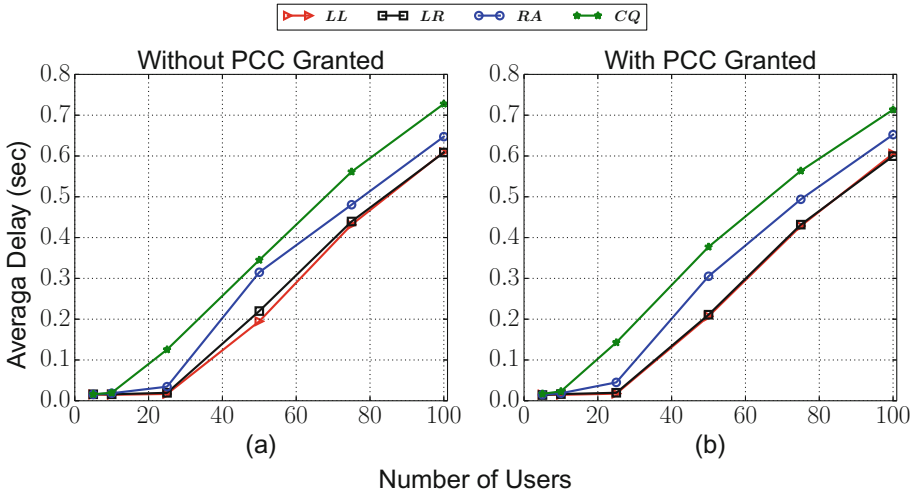 LL LR RA CQ
Without PCC Granted
With PCC Granted
Averaga Delay (sec)
0.8
0.7
0.6
0.5
0.4
0.3
0.2
0.1
0.0
0 20 40 60 80 100
(a)
0.8
0.7
0.6
0.5
0.4
0.3
0.2
0.1
0.0
0 20 40 60 80 100
(b)
Number of Users